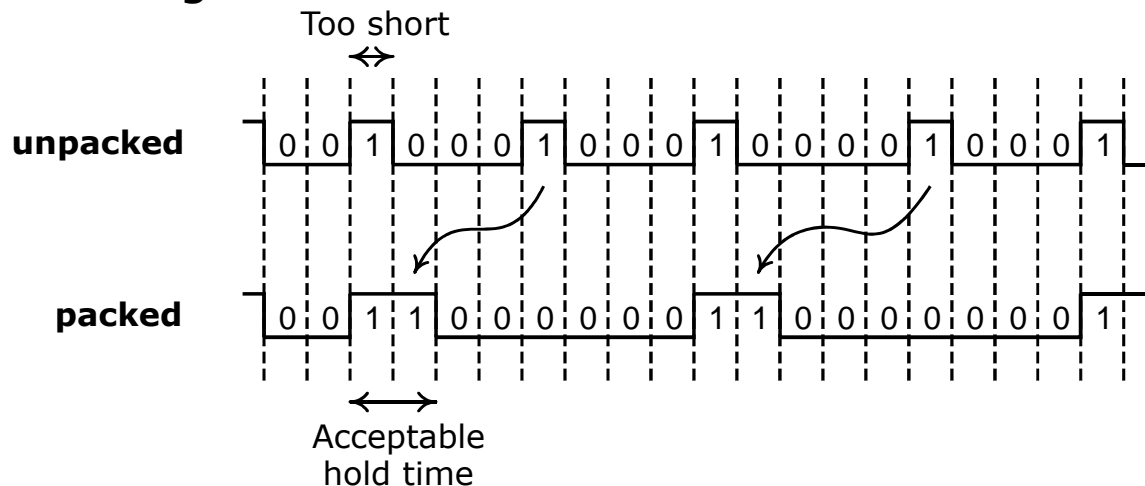 Too short
unpacked 0 0 1 0 0 0 1 0 0 0 1 0 0 0 0 1 0 0 0 1
packed 0 0 1 1 0 0 0 0 0 0 1 1 0 0 0 0 0 0 0 1
Acceptable
hold time